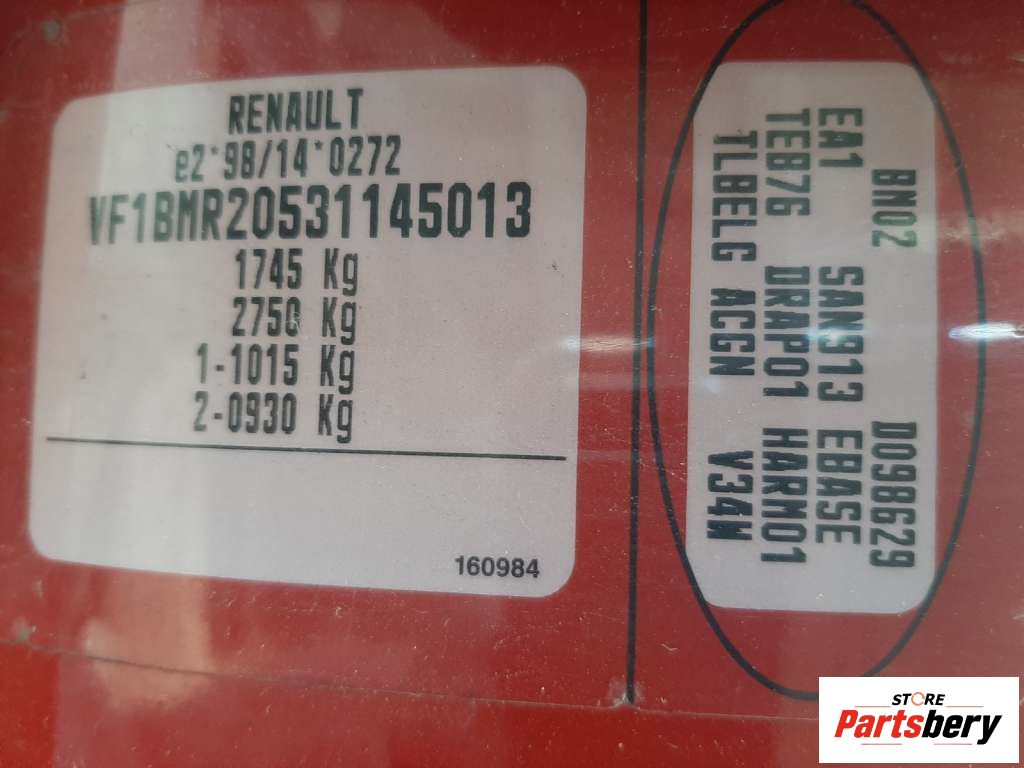 RENAULT
e2*98/14*0272
VF1BMR20531145013
1745 Kg
2750 Kg
1-1015 Kg
2-0930 Kg
160984
BN02 D098629
EA1 SAN913 EBASE
TEB76 DRAP01 HARM01
TLBELG ACGN V34W
STORE
Partsbery